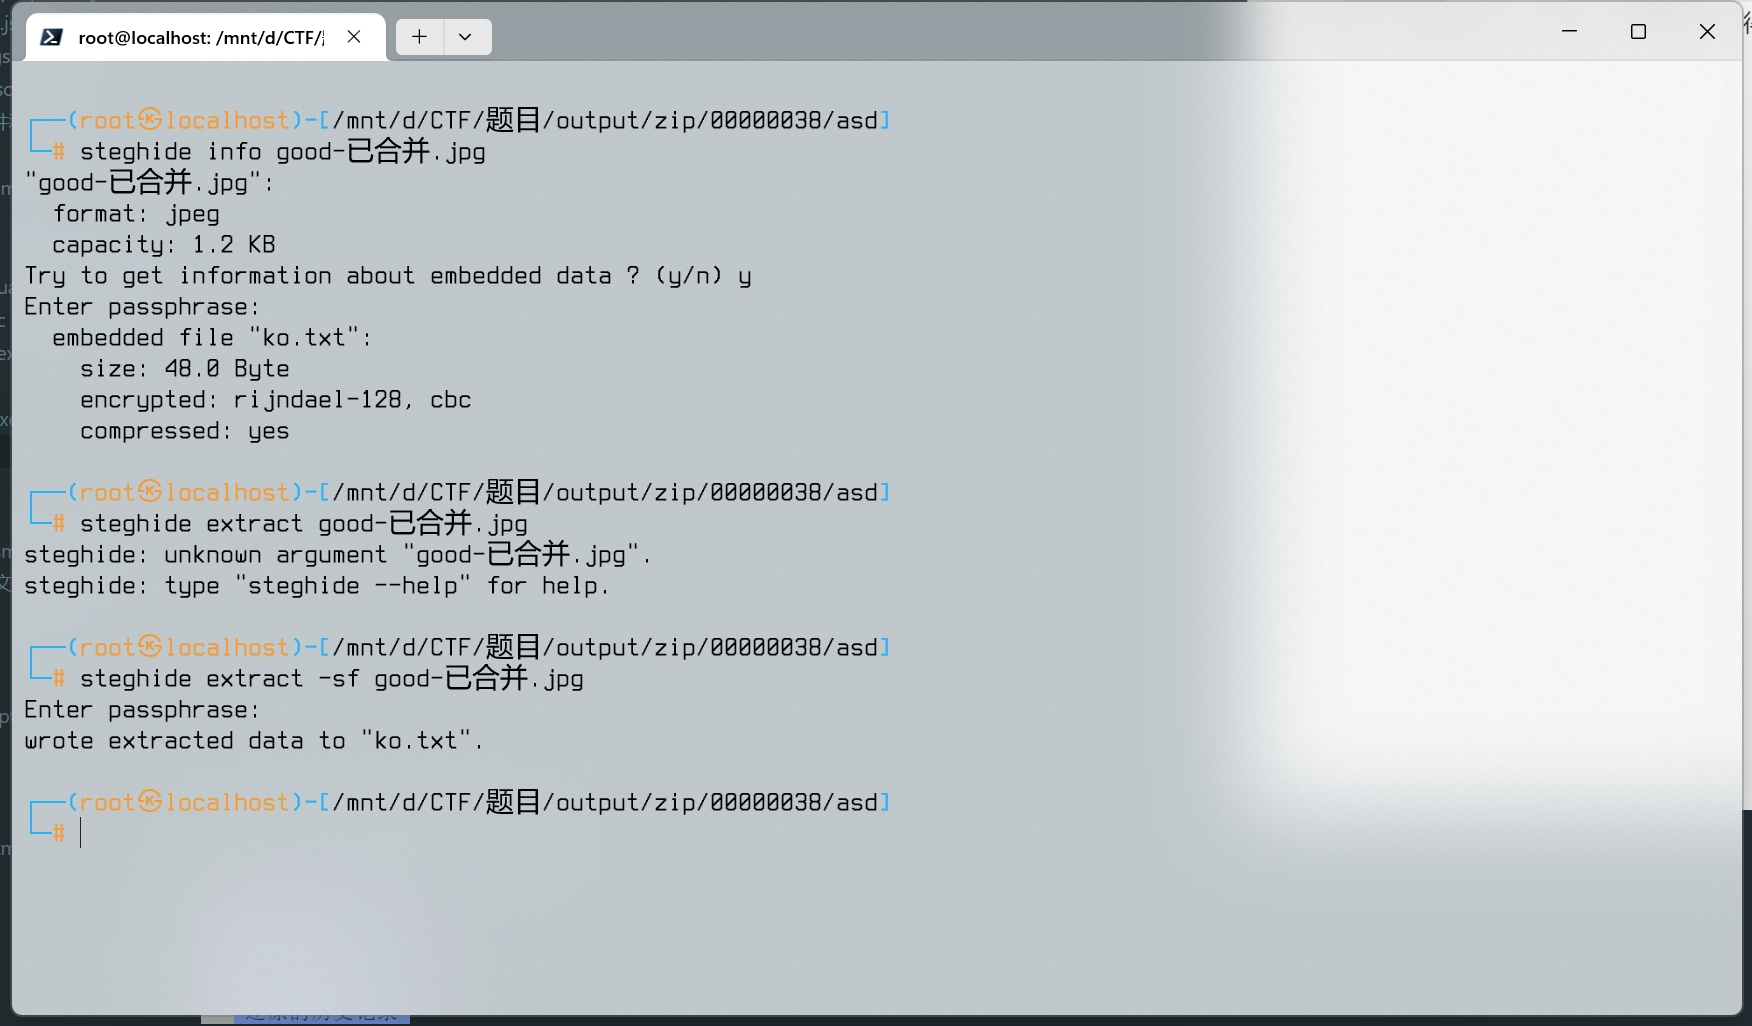 root@localhost: /mnt/d/CTF/
(root㉿localhost)-[/mnt/d/CTF/题目/output/zip/00000038/asd]
# steghide info good-已合并.jpg
"good-已合并.jpg":
format: jpeg
capacity: 1.2 KB
Try to get information about embedded data ? (y/n) y
Enter passphrase:
embedded file "ko.txt":
size: 48.0 Byte
encrypted: rijndael-128, cbc
compressed: yes
(root㉿localhost)-[/mnt/d/CTF/题目/output/zip/00000038/asd]
# steghide extract good-已合并.jpg
steghide: unknown argument "good-已合并.jpg".
steghide: type "steghide --help" for help.
(root㉿localhost)-[/mnt/d/CTF/题目/output/zip/00000038/asd]
# steghide extract -sf good-已合并.jpg
Enter passphrase:
wrote extracted data to "ko.txt".
(root㉿localhost)-[/mnt/d/CTF/题目/output/zip/00000038/asd]
#